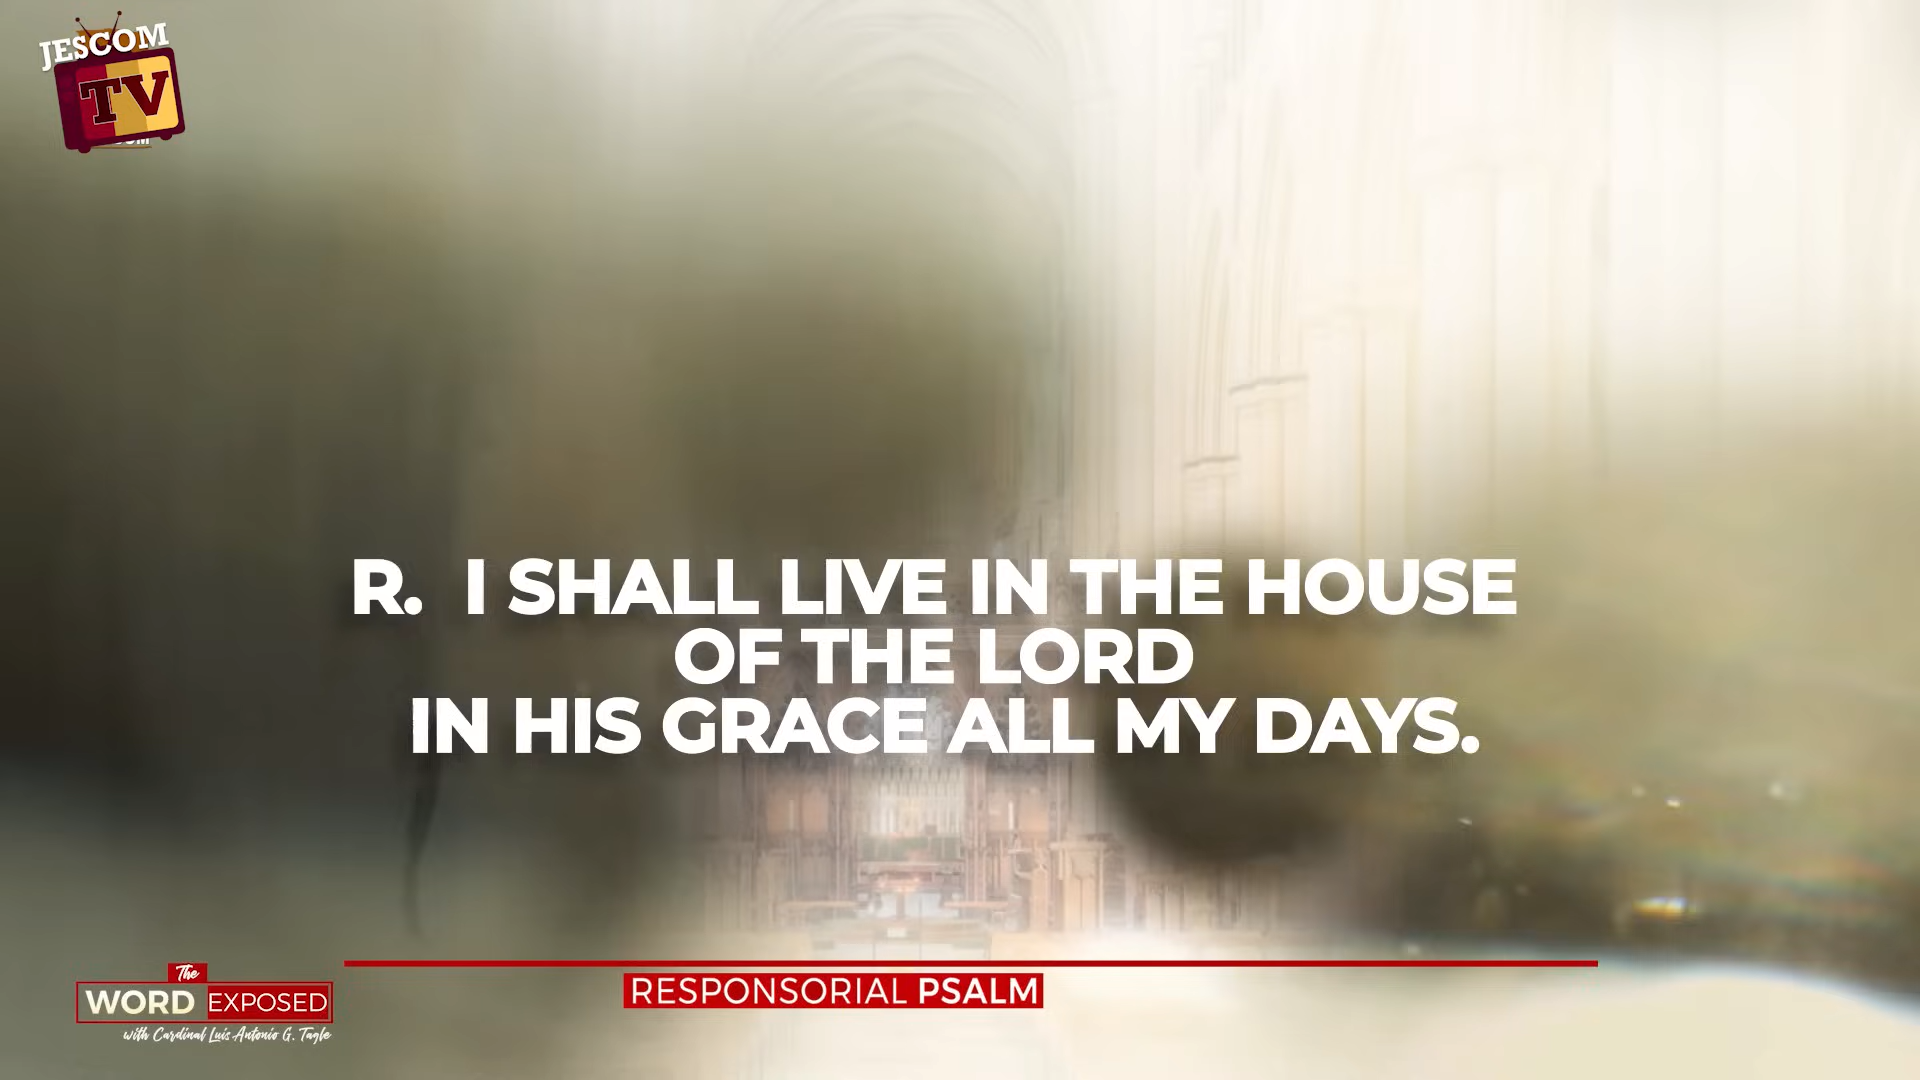 JESCOM
TV
R. I SHALL LIVE IN THE HOUSE
OF THE LORD
IN HIS GRACE ALL MY DAYS.
The
WORD EXPOSED
with Cardinal Luis Antonio G. Tagle
RESPONSORIAL PSALM